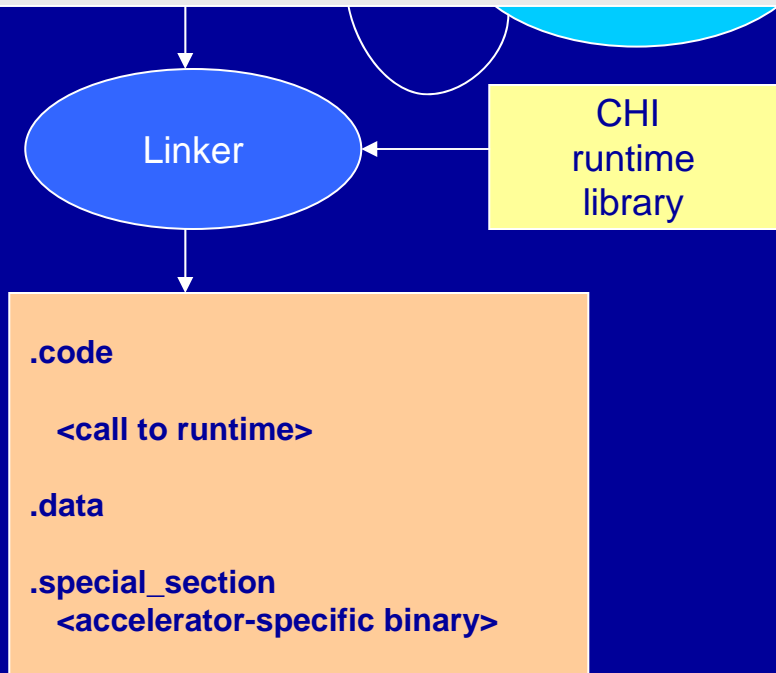 Linker
CHI
runtime
library
.code
<call to runtime>
.data
.special_section
<accelerator-specific binary>